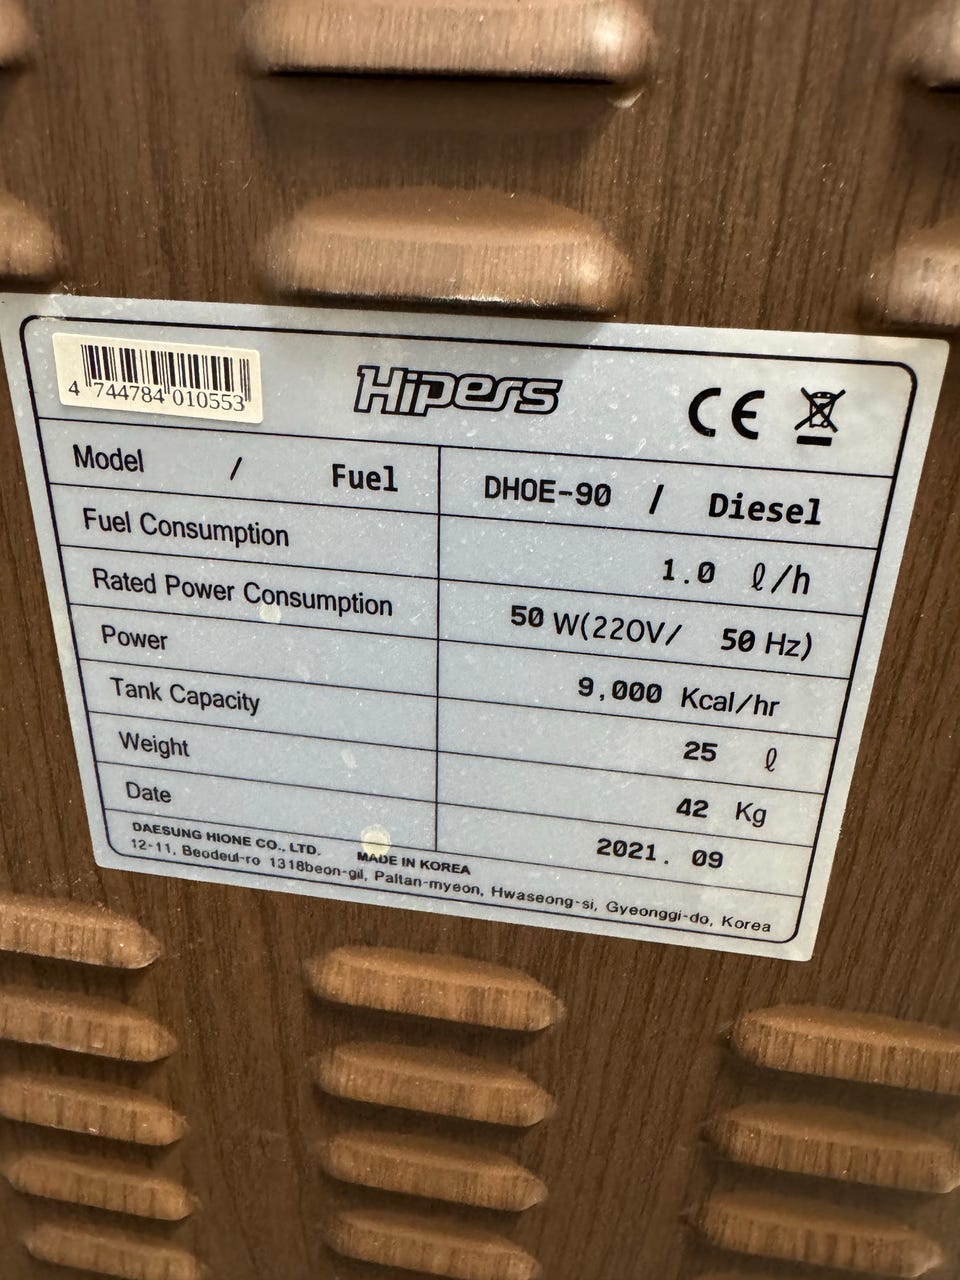 4 744784 010553
Hipers
CE
Model / Fuel DHOE-90 / Diesel
Fuel Consumption 1.0 ℓ/h
Rated Power Consumption 50 W(220V/ 50 Hz)
Power 9,000 Kcal/hr
Tank Capacity 25 ℓ
Weight 42 Kg
Date 2021. 09
DAESUNG HIONE CO., LTD. MADE IN KOREA
12-11, Beodeul-ro 1318beon-gil, Paltan-myeon, Hwaseong-si, Gyeonggi-do, Korea